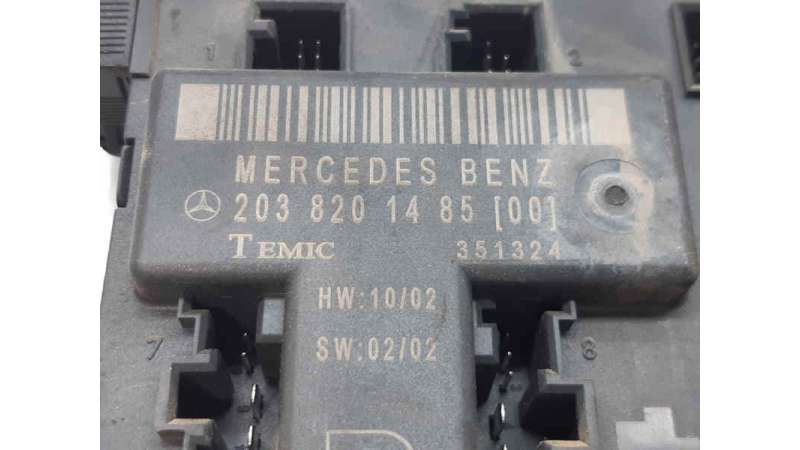 1 2
MERCEDES BENZ
203 820 14 85 [00]
TEMIC 351324
HW:10/02
7 8
SW:02/02